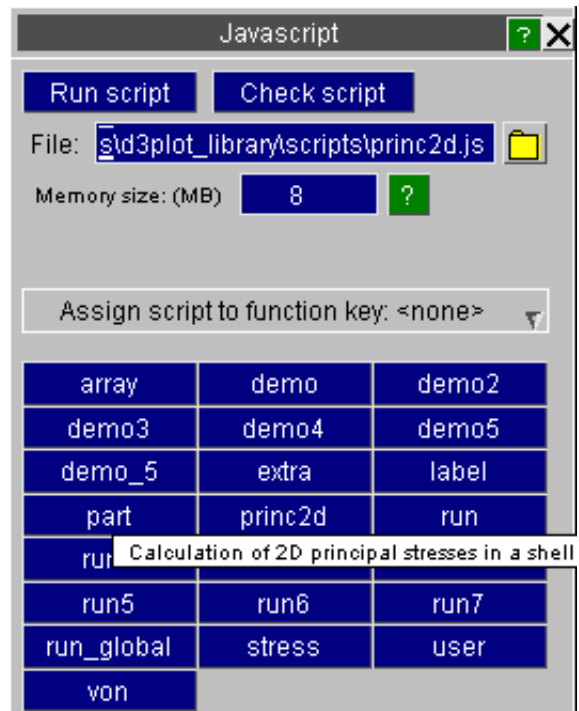 Javascript ? X
Run script Check script
File: s\d3plot_library\scripts\princ2d.js
Memory size: (MB) 8 ?
Assign script to function key: <none>
array demo demo2
demo3 demo4 demo5
demo_5 extra label
part princ2d run
Calculation of 2D principal stresses in a shell
run5 run6 run7
run_global stress user
von